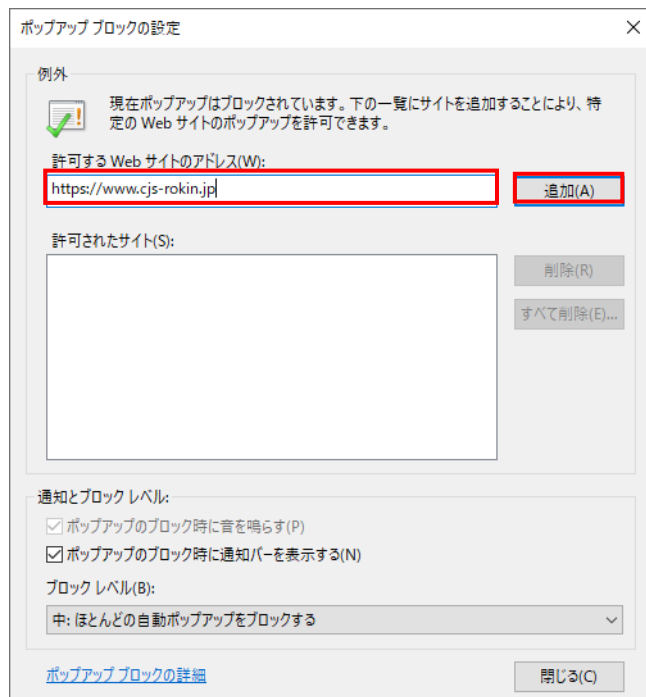 ポップアップ ブロックの設定
例外
現在ポップアップはブロックされています。下の一覧にサイトを追加することにより、特
定の Web サイトのポップアップを許可できます。
許可する Web サイトのアドレス(W):
https://www.cjs-rokin.jp
追加(A)
許可されたサイト(S):
削除(R)
すべて削除(E)...
通知とブロック レベル:
ポップアップのブロック時に音を鳴らす(P)
ポップアップのブロック時に通知バーを表示する(N)
ブロック レベル(B):
中: ほとんどの自動ポップアップをブロックする
ポップアップ ブロックの詳細
閉じる(C)